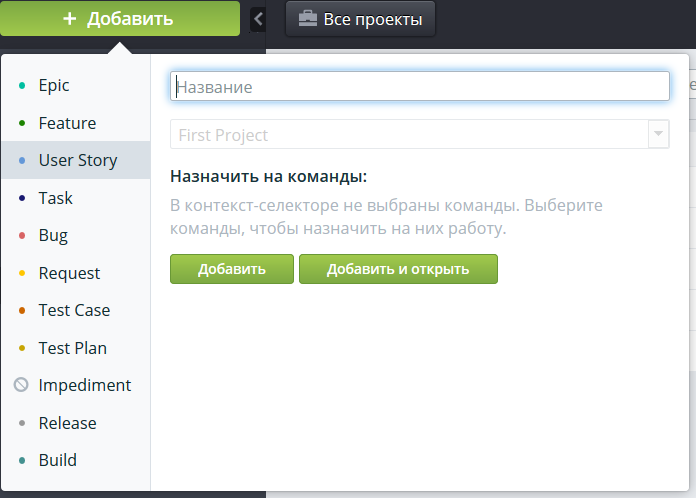 + Добавить
Все проекты
Epic
Feature
User Story
Task
Bug
Request
Test Case
Test Plan
Impediment
Release
Build
Название
First Project
Назначить на команды:
В контекст-селекторе не выбраны команды. Выберите
команды, чтобы назначить на них работу.
Добавить
Добавить и открыть